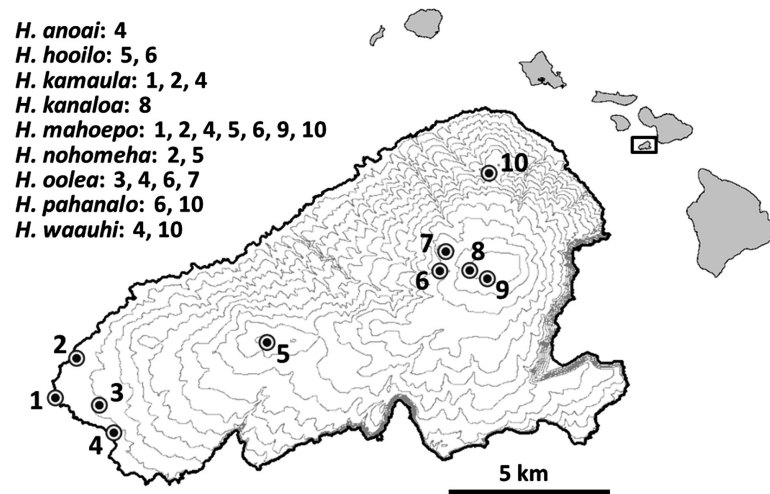 H. anoai: 4
H. hooilo: 5, 6
H. kamaula: 1, 2, 4
H. kanaloa: 8
H. mahoepo: 1, 2, 4, 5, 6, 9, 10
H. nohomeha: 2, 5
H. oolea: 3, 4, 6, 7
H. pahanalo: 6, 10
H. waauhi: 4, 10
10
7
8
6
9
2
5
1
3
4
5 km